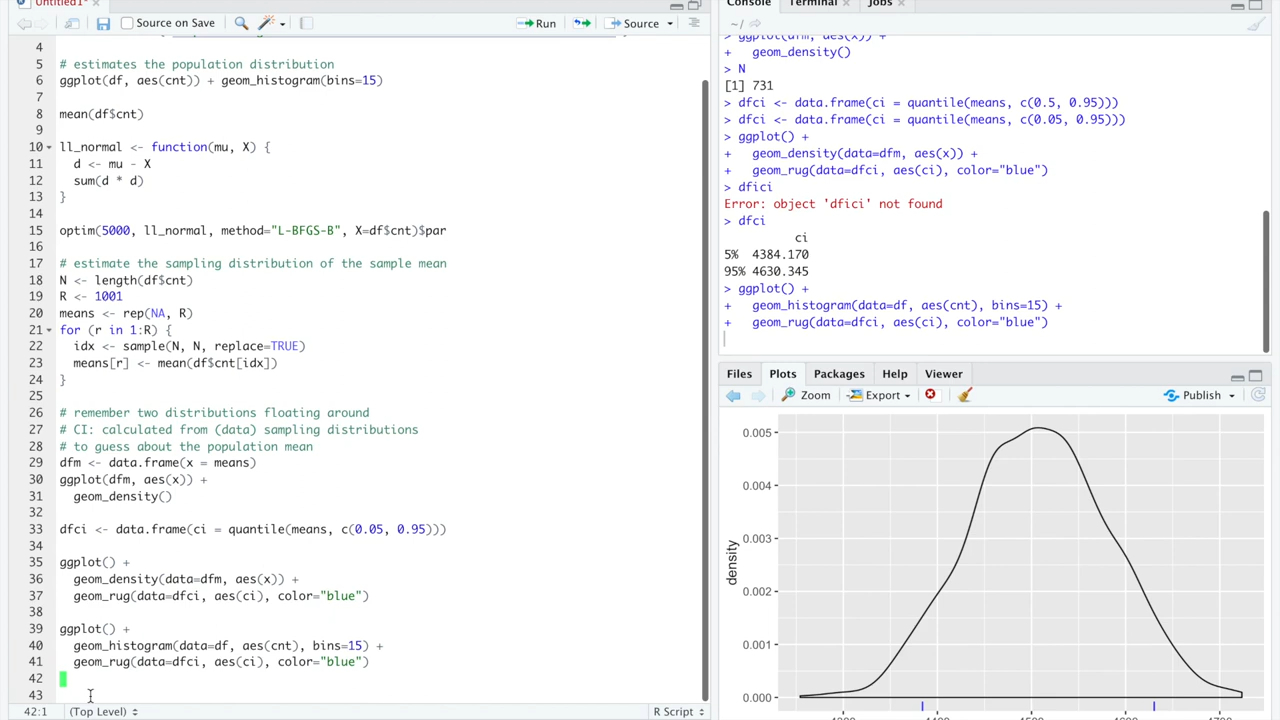 Untitled1*
Source on Save
Run
Source
4
5 # estimates the population distribution
6 ggplot(df, aes(cnt)) + geom_histogram(bins=15)
7
8 mean(df$cnt)
9
10 ll_normal <- function(mu, X) {
11 d <- mu - X
12 sum(d * d)
13 }
14
15 optim(5000, ll_normal, method="L-BFGS-B", X=df$cnt)$par
16
17 # estimate the sampling distribution of the sample mean
18 N <- length(df$cnt)
19 R <- 1001
20 means <- rep(NA, R)
21 for (r in 1:R) {
22 idx <- sample(N, N, replace=TRUE)
23 means[r] <- mean(df$cnt[idx])
24 }
25
26 # remember two distributions floating around
27 # CI: calculated from (data) sampling distributions
28 # to guess about the population mean
29 dfm <- data.frame(x = means)
30 ggplot(dfm, aes(x)) +
31 geom_density()
32
33 dfci <- data.frame(ci = quantile(means, c(0.05, 0.95)))
34
35 ggplot() +
36 geom_density(data=dfm, aes(x)) +
37 geom_rug(data=dfci, aes(ci), color="blue")
38
39 ggplot() +
40 geom_histogram(data=df, aes(cnt), bins=15) +
41 geom_rug(data=dfci, aes(ci), color="blue")
42
43
42:1 (Top Level) R Script
Console Terminal Jobs
~/
> ggplot(dfm, aes(x)) +
+ geom_density()
> N
[1] 731
> dfci <- data.frame(ci = quantile(means, c(0.5, 0.95)))
> dfci <- data.frame(ci = quantile(means, c(0.05, 0.95)))
> ggplot() +
+ geom_density(data=dfm, aes(x)) +
+ geom_rug(data=dfci, aes(ci), color="blue")
> dfici
Error: object 'dfici' not found
> dfci
ci
5% 4384.170
95% 4630.345
> ggplot() +
+ geom_histogram(data=df, aes(cnt), bins=15) +
+ geom_rug(data=dfci, aes(ci), color="blue")
Files Plots Packages Help Viewer
Zoom Export Publish
0.005
0.004
0.003
0.002
0.001
0.000
density
4300 4400 4500 4600 4700